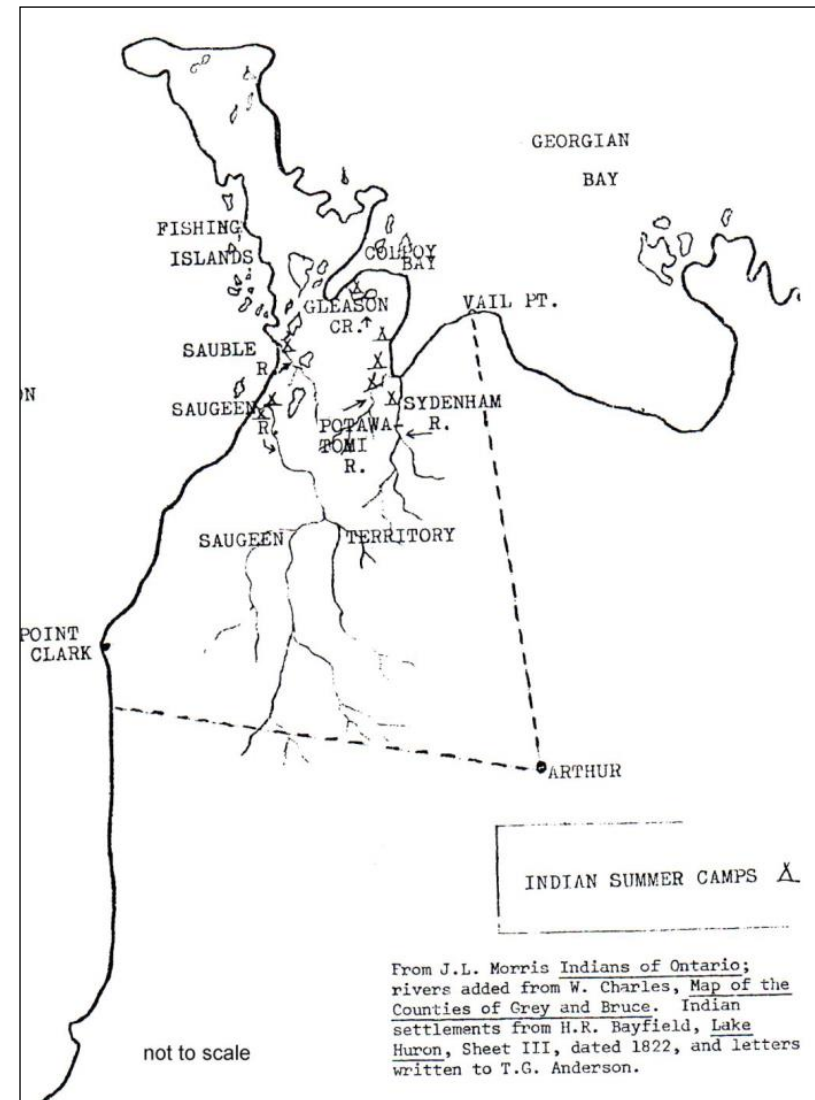 GEORGIAN
BAY
FISHING
ISLANDS
COLPOY
BAY
GLEASON
CR.
VAIL PT.
SAUBLE
R.
SAUGEEN
R.
POTAWA-
TOMI
R.
SYDENHAM
R.
ON
SAUGEEN TERRITORY
POINT
CLARK
ARTHUR
INDIAN SUMMER CAMPS
From J.L. Morris Indians of Ontario;
rivers added from W. Charles, Map of the
Counties of Grey and Bruce. Indian
settlements from H.R. Bayfield, Lake
Huron, Sheet III, dated 1822, and letters
written to T.G. Anderson.
not to scale